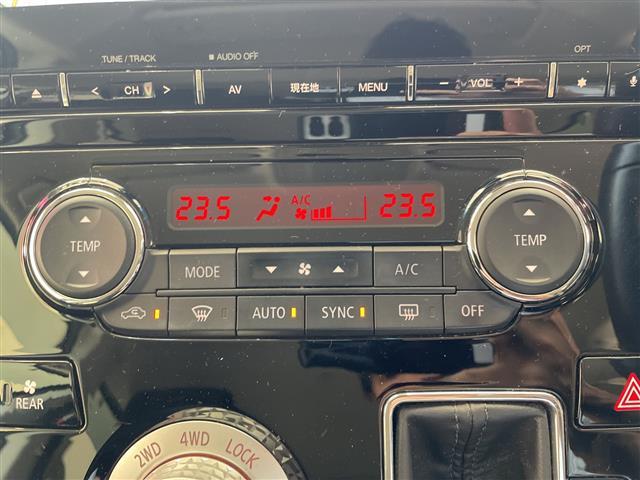 TUNE / TRACK
AUDIO OFF
OPT
< CH >
AV
現在地
MENU
− VOL +
23.5
A/C
23.5
TEMP
TEMP
MODE
A/C
AUTO
SYNC
OFF
REAR
2WD 4WD LOCK